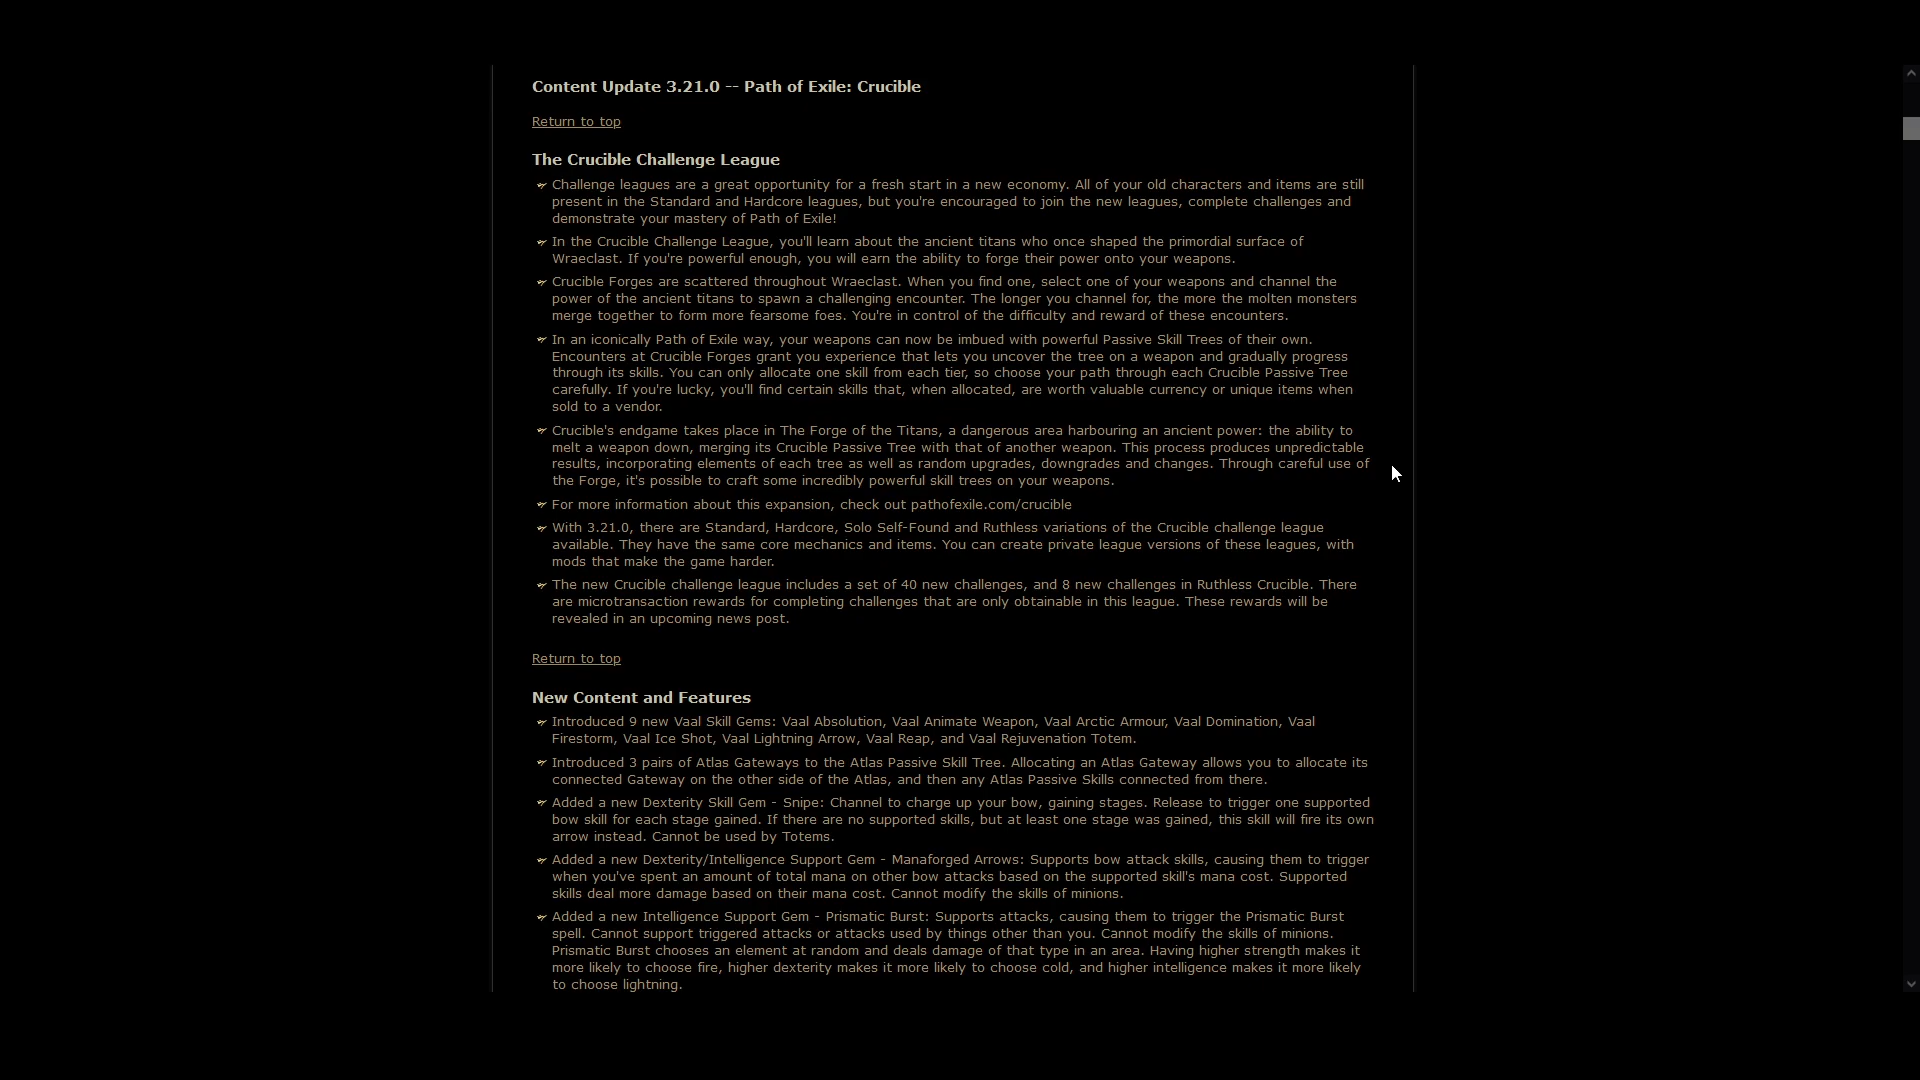 Content Update 3.21.0 -- Path of Exile: Crucible
Return to top
The Crucible Challenge League
Challenge leagues are a great opportunity for a fresh start in a new economy. All of your old characters and items are still
present in the Standard and Hardcore leagues, but you're encouraged to join the new leagues, complete challenges and
demonstrate your mastery of Path of Exile!
In the Crucible Challenge League, you'll learn about the ancient titans who once shaped the primordial surface of
Wraeclast. If you're powerful enough, you will earn the ability to forge their power onto your weapons.
Crucible Forges are scattered throughout Wraeclast. When you find one, select one of your weapons and channel the
power of the ancient titans to spawn a challenging encounter. The longer you channel for, the more the molten monsters
merge together to form more fearsome foes. You're in control of the difficulty and reward of these encounters.
In an iconically Path of Exile way, your weapons can now be imbued with powerful Passive Skill Trees of their own.
Encounters at Crucible Forges grant you experience that lets you uncover the tree on a weapon and gradually progress
through its skills. You can only allocate one skill from each tier, so choose your path through each Crucible Passive Tree
carefully. If you're lucky, you'll find certain skills that, when allocated, are worth valuable currency or unique items when
sold to a vendor.
Crucible's endgame takes place in The Forge of the Titans, a dangerous area harbouring an ancient power: the ability to
melt a weapon down, merging its Crucible Passive Tree with that of another weapon. This process produces unpredictable
results, incorporating elements of each tree as well as random upgrades, downgrades and changes. Through careful use of
the Forge, it's possible to craft some incredibly powerful skill trees on your weapons.
For more information about this expansion, check out pathofexile.com/crucible
With 3.21.0, there are Standard, Hardcore, Solo Self-Found and Ruthless variations of the Crucible challenge league
available. They have the same core mechanics and items. You can create private league versions of these leagues, with
mods that make the game harder.
The new Crucible challenge league includes a set of 40 new challenges, and 8 new challenges in Ruthless Crucible. There
are microtransaction rewards for completing challenges that are only obtainable in this league. These rewards will be
revealed in an upcoming news post.
Return to top
New Content and Features
Introduced 9 new Vaal Skill Gems: Vaal Absolution, Vaal Animate Weapon, Vaal Arctic Armour, Vaal Domination, Vaal
Firestorm, Vaal Ice Shot, Vaal Lightning Arrow, Vaal Reap, and Vaal Rejuvenation Totem.
Introduced 3 pairs of Atlas Gateways to the Atlas Passive Skill Tree. Allocating an Atlas Gateway allows you to allocate its
connected Gateway on the other side of the Atlas, and then any Atlas Passive Skills connected from there.
Added a new Dexterity Skill Gem - Snipe: Channel to charge up your bow, gaining stages. Release to trigger one supported
bow skill for each stage gained. If there are no supported skills, but at least one stage was gained, this skill will fire its own
arrow instead. Cannot be used by Totems.
Added a new Dexterity/Intelligence Support Gem - Manaforged Arrows: Supports bow attack skills, causing them to trigger
when you've spent an amount of total mana on other bow attacks based on the supported skill's mana cost. Supported
skills deal more damage based on their mana cost. Cannot modify the skills of minions.
Added a new Intelligence Support Gem - Prismatic Burst: Supports attacks, causing them to trigger the Prismatic Burst
spell. Cannot support triggered attacks or attacks used by things other than you. Cannot modify the skills of minions.
Prismatic Burst chooses an element at random and deals damage of that type in an area. Having higher strength makes it
more likely to choose fire, higher dexterity makes it more likely to choose cold, and higher intelligence makes it more likely
to choose lightning.